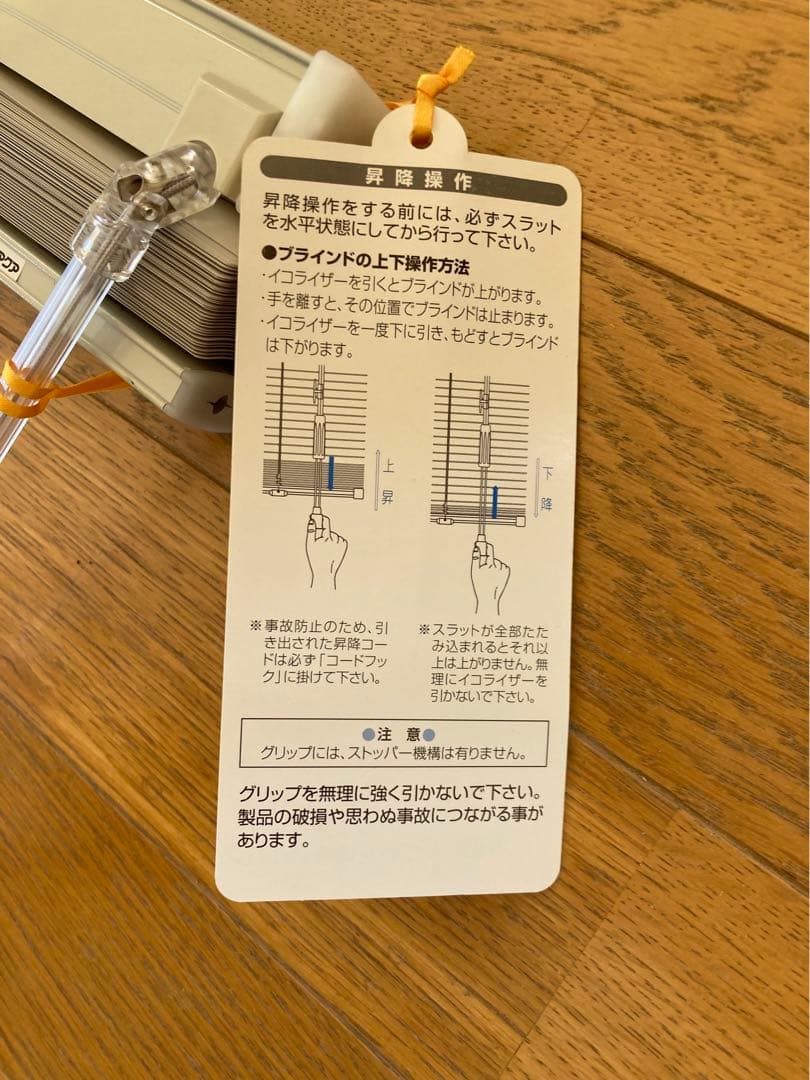 昇降操作
昇降操作をする前には、必ずスラット
を水平状態にしてから行って下さい。
●ブラインドの上下操作方法
・イコライザーを引くとブラインドが上がります。
・手を離すと、その位置でブラインドは止まります。
・イコライザーを一度下に引き、もどすとブラインド
は下がります。
上昇
下降
※事故防止のため、引
き出された昇降コー
ドは必ず「コードフッ
ク」に掛けて下さい。
※スラットが全部たた
み込まれるとそれ以
上は上がりません。無
理にイコライザーを
引かないで下さい。
●注 意●
グリップには、ストッパー機構は有りません。
グリップを無理に強く引かないで下さい。
製品の破損や思わぬ事故につながる事が
あります。